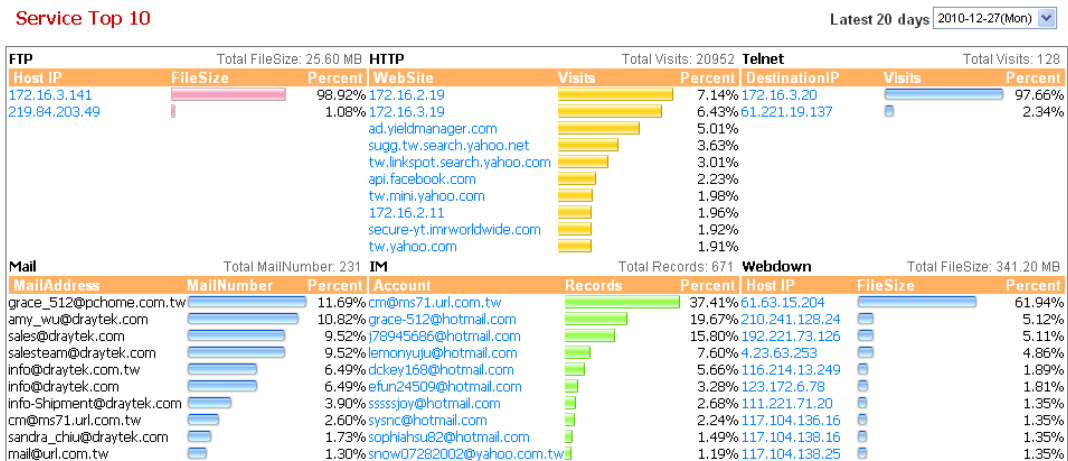 Service Top 10
Latest 20 days 2010-12-27(Mon)
FTP Total FileSize: 25.60 MB
Host IP FileSize Percent
172.16.3.141 98.92%
219.84.203.49 1.08%
HTTP Total Visits: 20952
WebSite Visits Percent
172.16.2.19 7.14%
172.16.3.19 6.43%
ad.yieldmanager.com 5.01%
sugg.tw.search.yahoo.net 3.63%
tw.linkspot.search.yahoo.com 3.01%
api.facebook.com 2.23%
tw.mini.yahoo.com 1.98%
172.16.2.11 1.96%
secure-yt.imrworldwide.com 1.92%
tw.yahoo.com 1.91%
Telnet Total Visits: 128
DestinationIP Visits Percent
172.16.3.20 97.66%
61.221.19.137 2.34%
Mail Total MailNumber: 231
MailAddress MailNumber Percent
grace_512@pchome.com.tw 11.69%
amy_wu@draytek.com 10.82%
sales@draytek.com 9.52%
salesteam@draytek.com 9.52%
info@draytek.com.tw 6.49%
info@draytek.com 6.49%
info-Shipment@draytek.com 3.90%
cm@ms71.url.com.tw 2.60%
sandra_chiu@draytek.com 1.73%
mail@url.com.tw 1.30%
IM Total Records: 671
Account Records Percent
cm@ms71.url.com.tw 37.41%
grace-512@hotmail.com 19.67%
j78945686@hotmail.com 15.80%
lemonyuju@hotmail.com 7.60%
dckey168@hotmail.com 5.66%
efun24509@hotmail.com 3.28%
sssssjoy@hotmail.com 2.68%
sysnc@hotmail.com 2.24%
sophiahsu82@hotmail.com 1.49%
snow07282002@yahoo.com.tw 1.19%
Webdown Total FileSize: 341.20 MB
Host IP FileSize Percent
61.63.15.204 61.94%
210.241.128.24 5.12%
192.221.73.126 5.11%
4.23.63.253 4.86%
116.214.13.249 1.89%
123.172.6.78 1.81%
111.221.71.20 1.35%
117.104.136.16 1.35%
117.104.138.16 1.35%
117.104.138.25 1.35%